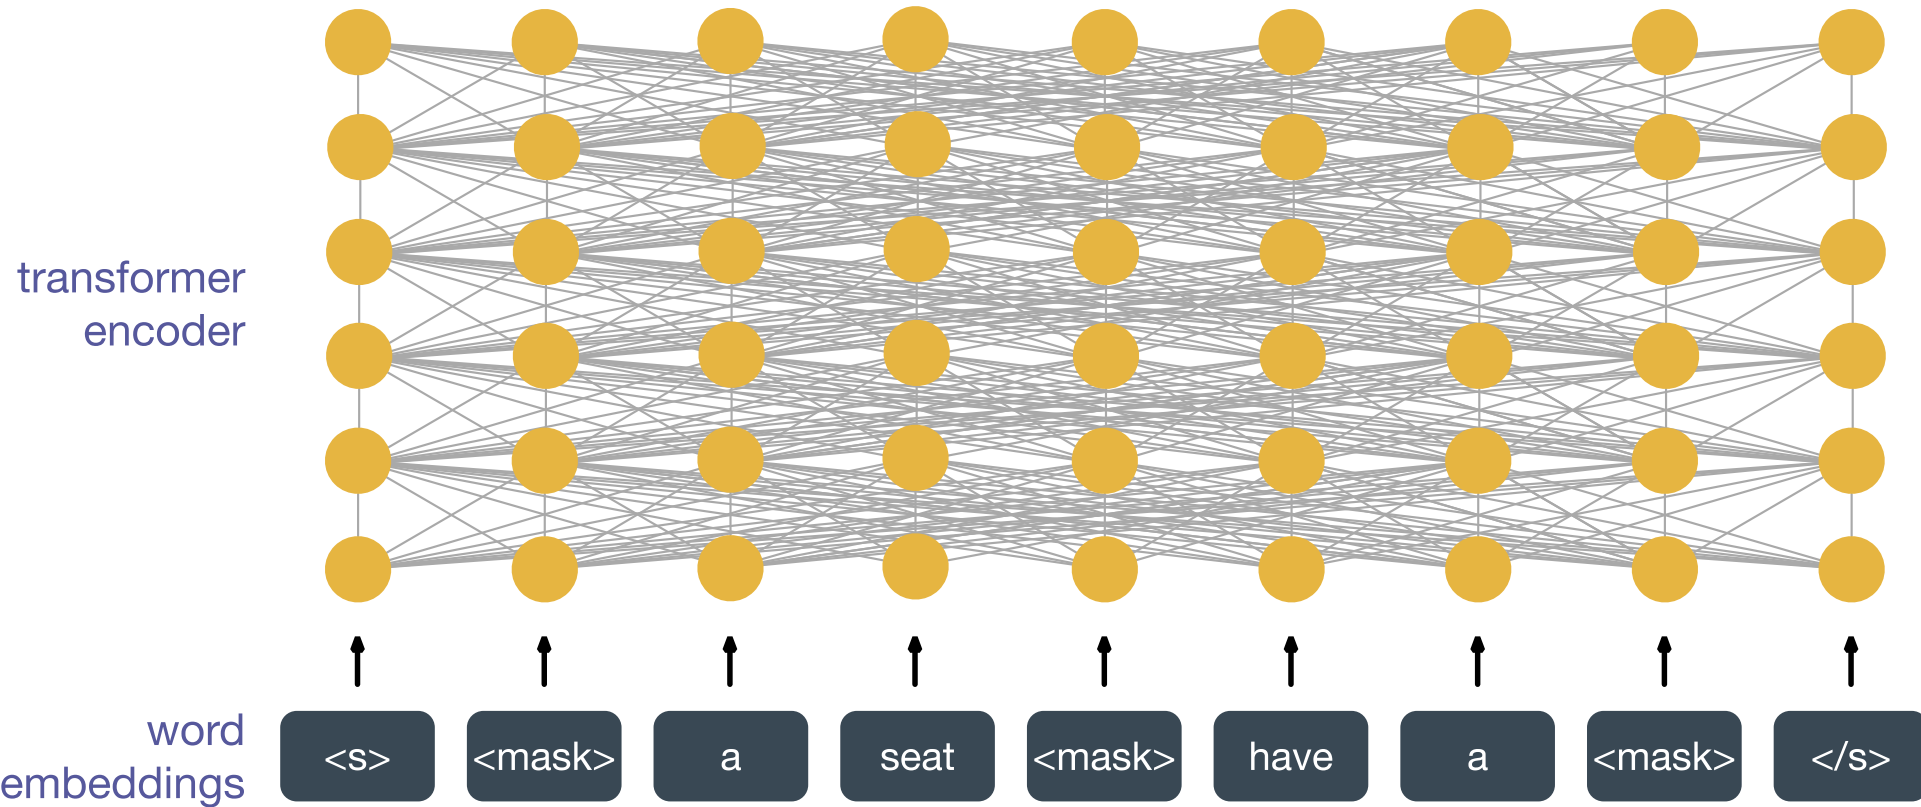 transformer
encoder
word
embeddings
<s> <mask> a seat <mask> have a <mask> </s>